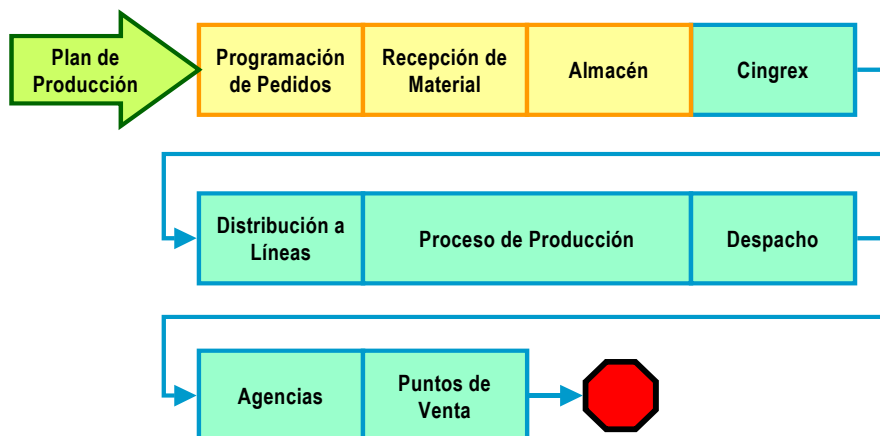 Plan de
Producción
Programación
de Pedidos
Recepción de
Material
Almacén
Cingrex
Distribución a
Líneas
Proceso de Producción
Despacho
Agencias
Puntos de
Venta